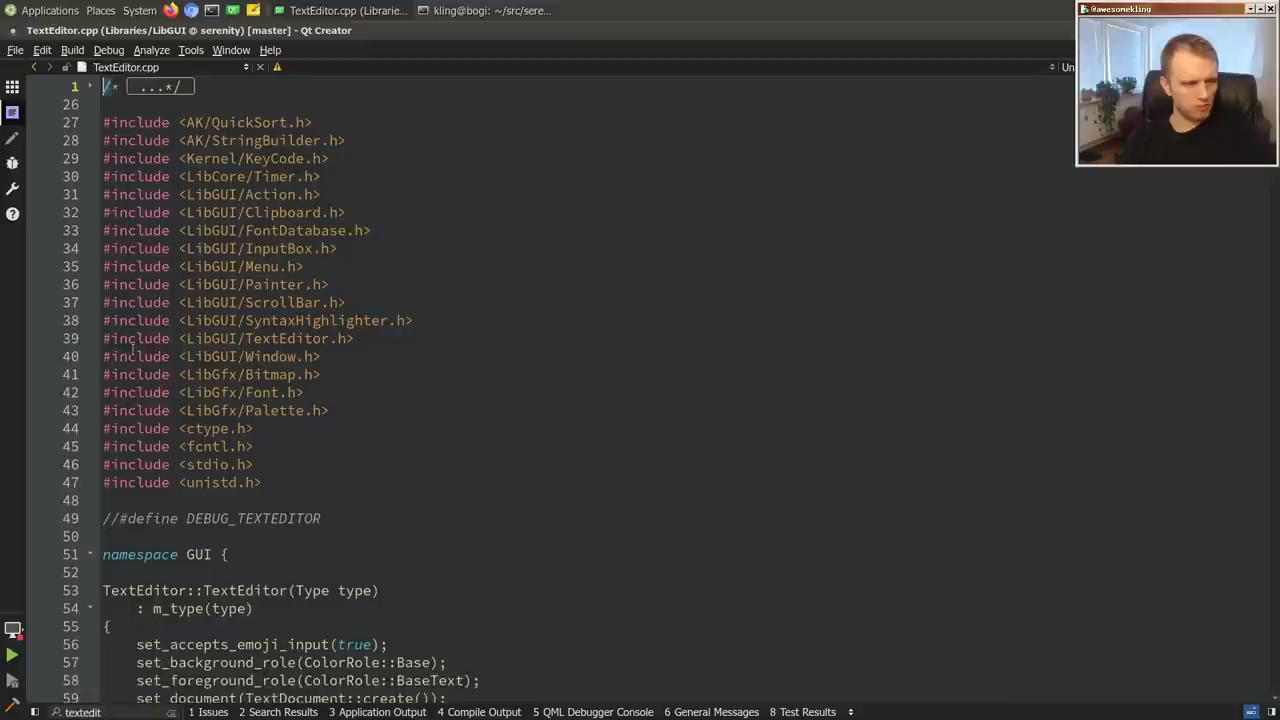 Applications Places System TextEditor.cpp (Librarie... kling@bogi: ~/src/sere...
@awesomekling
TextEditor.cpp (Libraries/LibGUI @ serenity) [master] - Qt Creator
File Edit Build Debug Analyze Tools Window Help
TextEditor.cpp Un
1 /* ...*/
26
27 #include <AK/QuickSort.h>
28 #include <AK/StringBuilder.h>
29 #include <Kernel/KeyCode.h>
30 #include <LibCore/Timer.h>
31 #include <LibGUI/Action.h>
32 #include <LibGUI/Clipboard.h>
33 #include <LibGUI/FontDatabase.h>
34 #include <LibGUI/InputBox.h>
35 #include <LibGUI/Menu.h>
36 #include <LibGUI/Painter.h>
37 #include <LibGUI/ScrollBar.h>
38 #include <LibGUI/SyntaxHighlighter.h>
39 #include <LibGUI/TextEditor.h>
40 #include <LibGUI/Window.h>
41 #include <LibGfx/Bitmap.h>
42 #include <LibGfx/Font.h>
43 #include <LibGfx/Palette.h>
44 #include <ctype.h>
45 #include <fcntl.h>
46 #include <stdio.h>
47 #include <unistd.h>
48
49 //#define DEBUG_TEXTEDITOR
50
51 namespace GUI {
52
53 TextEditor::TextEditor(Type type)
54 : m_type(type)
55 {
56 set_accepts_emoji_input(true);
57 set_background_role(ColorRole::Base);
58 set_foreground_role(ColorRole::BaseText);
59 set_document(TextDocument::create());
textedit 1 Issues 2 Search Results 3 Application Output 4 Compile Output 5 QML Debugger Console 6 General Messages 8 Test Results